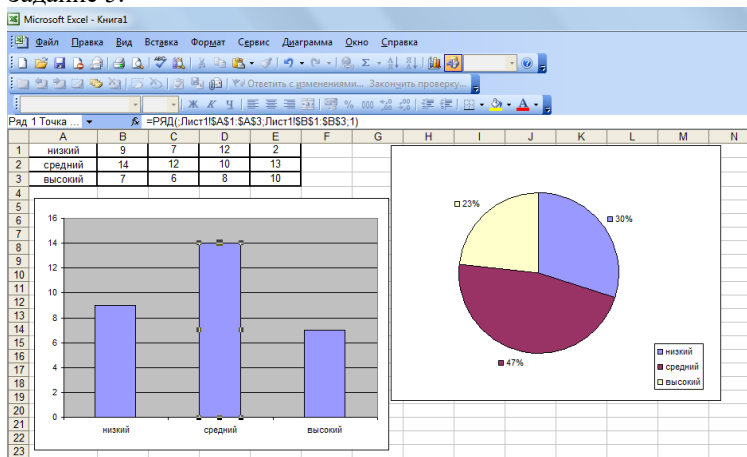 Задание 3.
Microsoft Excel - Книга1
Файл Правка Вид Вставка Формат Сервис Диаграмма Окно Справка
Ответить с изменениями... Закончить проверку...
Ж К Ч
Ряд 1 Точка ... fx =РЯД(;Лист1!$A$1:$A$3;Лист1!$B$1:$B$3;1)
A B C D E F G H I J K L M N
1 низкий 9 7 12 2
2 средний 14 12 10 13
3 высокий 7 6 8 10
4
5
6
7
8
9
10
11
12
13
14
15
16
17
18
19
20
21
22
23
16
14
12
10
8
6
4
2
0
низкий средний высокий
23%
30%
47%
низкий
средний
высокий